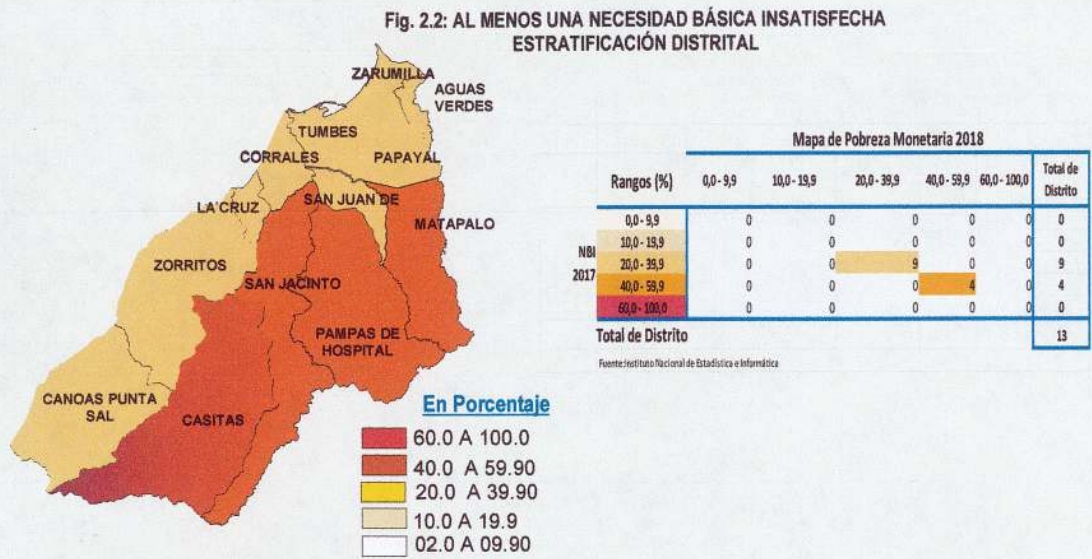 Fig. 2.2: AL MENOS UNA NECESIDAD BÁSICA INSATISFECHA
ESTRATIFICACIÓN DISTRITAL
ZARUMILLA
AGUAS
VERDES
TUMBES
CORRALES
PAPAYAL
LA CRUZ
SAN JUAN DE
MATAPALO
ZORRITOS
SAN JACINTO
PAMPAS DE
HOSPITAL
CANOAS PUNTA
SAL
CASITAS
En Porcentaje
60.0 A 100.0
40.0 A 59.90
20.0 A 39.90
10.0 A 19.9
02.0 A 09.90
Mapa de Pobreza Monetaria 2018
Rangos (%) 0,0 - 9,9 10,0 - 19,9 20,0 - 39,9 40,0 - 59,9 60,0 - 100,0 Total de Distrito
NBI 2017
0,0 - 9,9 0 0 0 0 0 0
10,0 - 19,9 0 0 0 0 0 0
20,0 - 39,9 0 0 9 0 0 9
40,0 - 59,9 0 0 0 4 0 4
60,0 - 100,0 0 0 0 0 0 0
Total de Distrito 13
Fuente: Instituto Nacional de Estadística e Informática